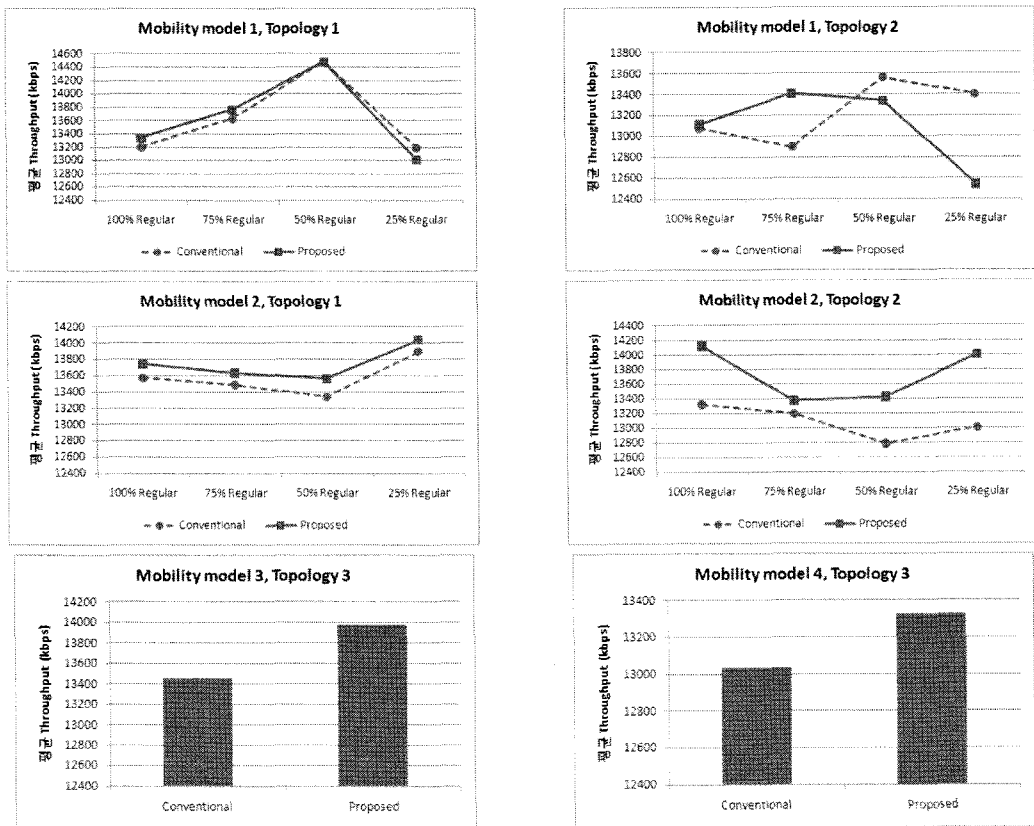 Mobility model 1, Topology 1
평균 Throughput (kbps)
14600
14400
14200
14000
13800
13600
13400
13200
13000
12800
12600
12400
100% Regular 75% Regular 50% Regular 25% Regular
Conventional Proposed
Mobility model 1, Topology 2
평균 Throughput (kbps)
13800
13600
13400
13200
13000
12800
12600
12400
100% Regular 75% Regular 50% Regular 25% Regular
Conventional Proposed
Mobility model 2, Topology 1
평균 Throughput (kbps)
14200
14000
13800
13600
13400
13200
13000
12800
12600
12400
100% Regular 75% Regular 50% Regular 25% Regular
Conventional Proposed
Mobility model 2, Topology 2
평균 Throughput (kbps)
14400
14200
14000
13800
13600
13400
13200
13000
12800
12600
12400
100% Regular 75% Regular 50% Regular 25% Regular
Conventional Proposed
Mobility model 3, Topology 3
평균 Throughput (kbps)
14200
14000
13800
13600
13400
13200
13000
12800
12600
12400
Conventional Proposed
Mobility model 4, Topology 3
평균 Throughput (kbps)
13400
13200
13000
12800
12600
12400
Conventional Proposed